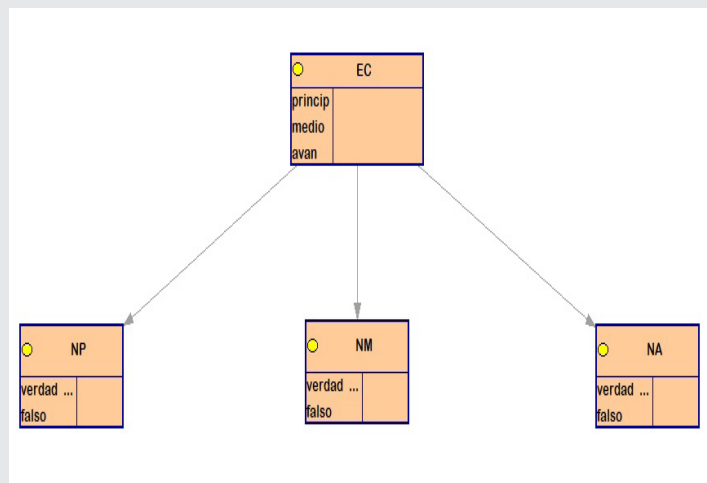 EC
princip
medio
avan
NP
verdad ...
falso
NM
verdad ...
falso
NA
verdad ...
falso